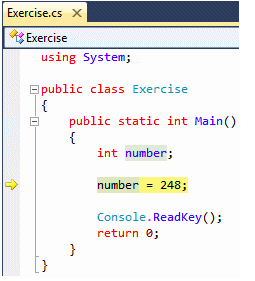 Exercise.cs
Exercise
using System;
public class Exercise
{
public static int Main()
{
int number;
number = 248;
Console.ReadKey();
return 0;
}
}